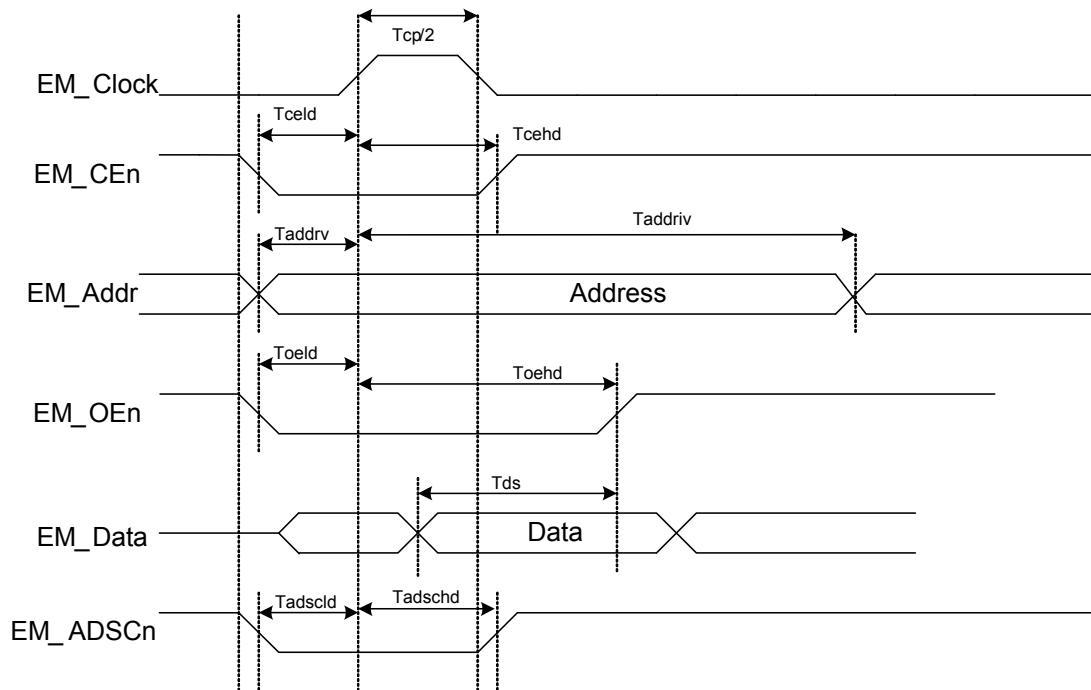 Tcp/2
EM_Clock
Tceld
Tcehd
EM_CEn
Taddrv
Taddriv
EM_Addr
Address
Toeld
Toehd
EM_OEn
Tds
EM_Data
Data
Tadscld
Tadschd
EM_ADSCn